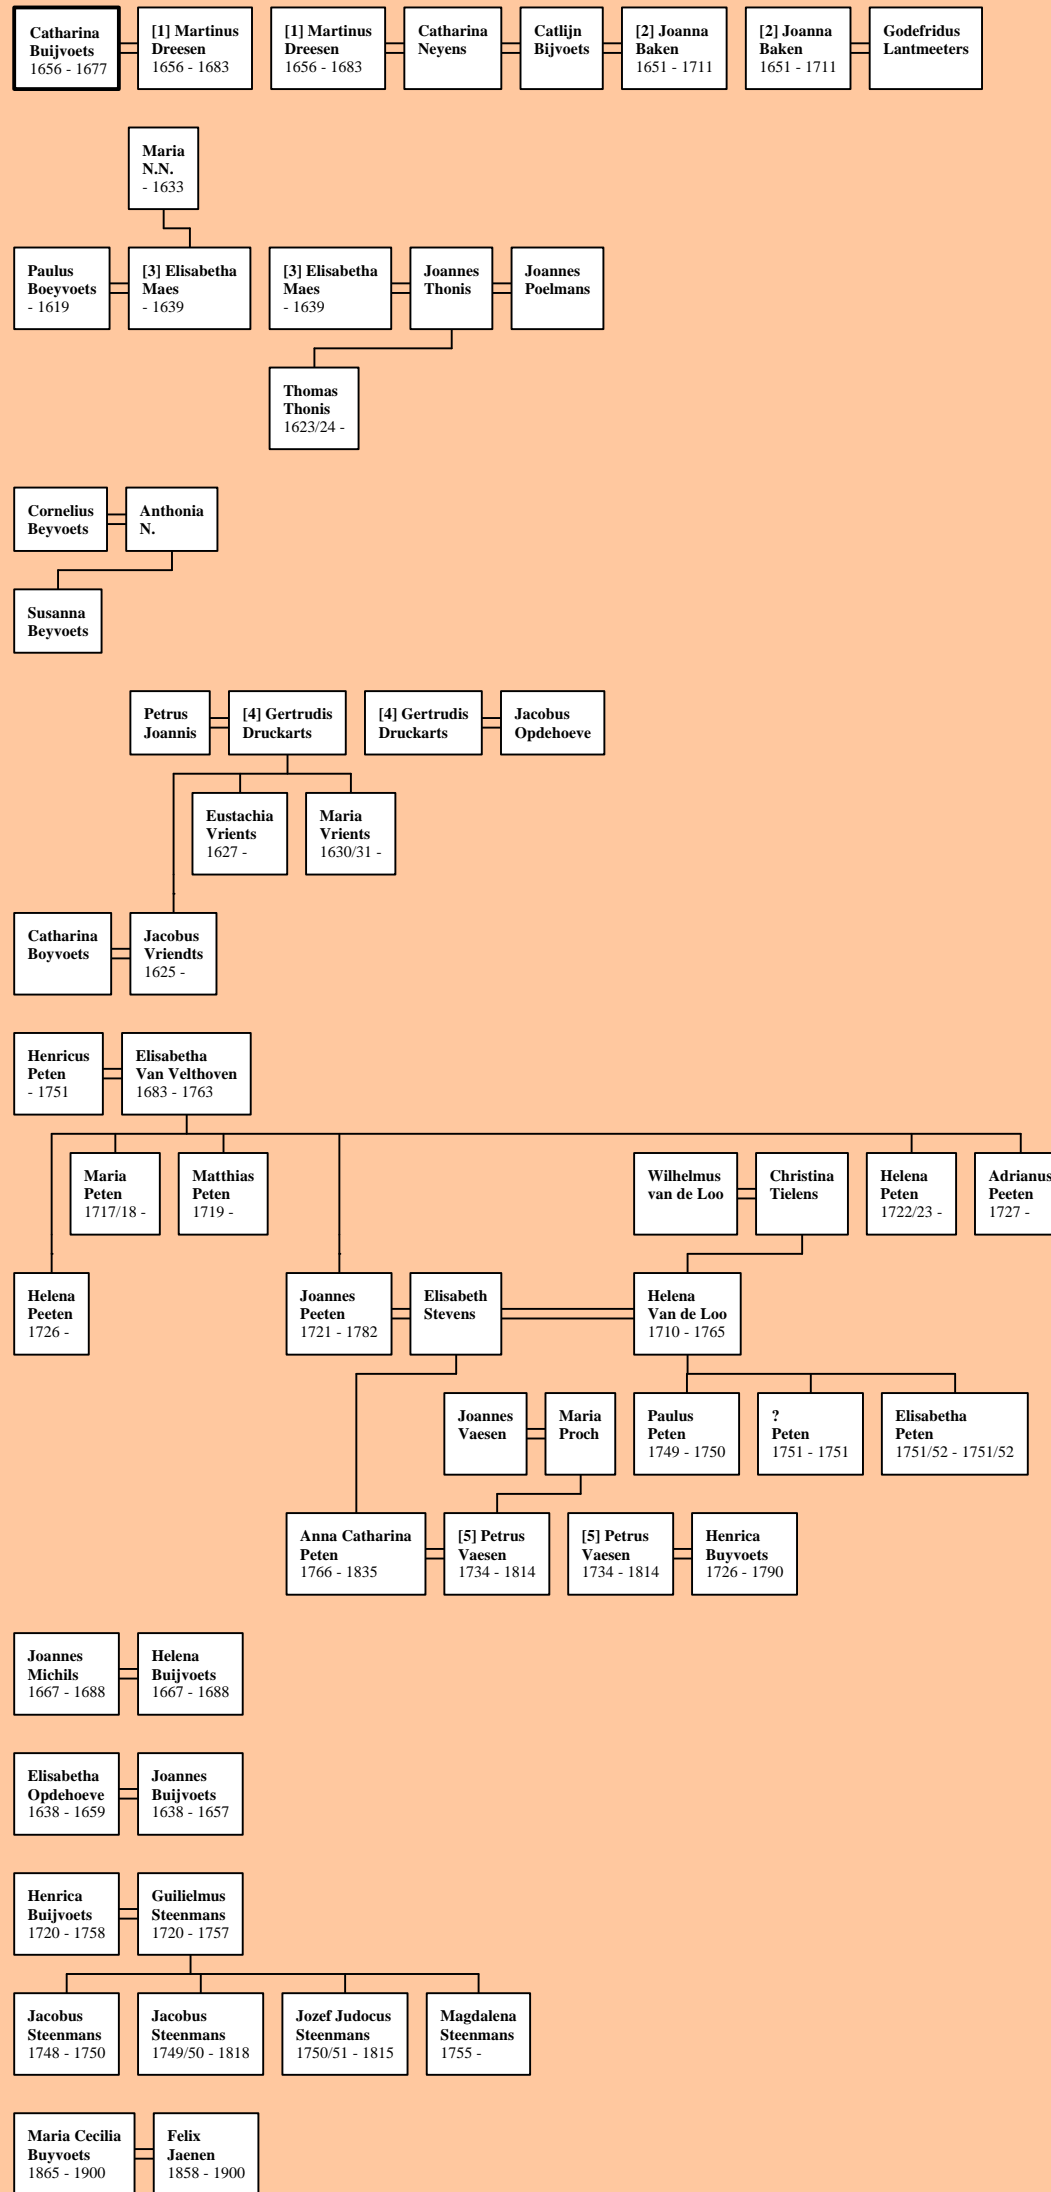 Catharina
Buijvoets
1656 - 1677
[1] Martinus
Dreesen
1656 - 1683
[1] Martinus
Dreesen
1656 - 1683
Catharina
Neyens
Catlijn
Bijvoets
[2] Joanna
Baken
1651 - 1711
[2] Joanna
Baken
1651 - 1711
Godefridus
Lantmeeters
Maria
N.N.
- 1633
Paulus
Boeyvoets
- 1619
[3] Elisabetha
Maes
- 1639
[3] Elisabetha
Maes
- 1639
Joannes
Thonis
Joannes
Poelmans
Thomas
Thonis
1623/24 -
Cornelius
Beyvoets
Anthonia
N.
Susanna
Beyvoets
Petrus
Joannis
[4] Gertrudis
Druckarts
[4] Gertrudis
Druckarts
Jacobus
Opdehoeve
Eustachia
Vrients
1627 -
Maria
Vrients
1630/31 -
Catharina
Boyvoets
Jacobus
Vriendts
1625 -
Henricus
Peten
- 1751
Elisabetha
Van Velthoven
1683 - 1763
Maria
Peten
1717/18 -
Matthias
Peten
1719 -
Wilhelmus
van de Loo
Christina
Tielens
Helena
Peten
1722/23 -
Adrianus
Peeten
1727 -
Helena
Peeten
1726 -
Joannes
Peeten
1721 - 1782
Elisabeth
Stevens
Helena
Van de Loo
1710 - 1765
Joannes
Vaesen
Maria
Proch
Paulus
Peten
1749 - 1750
?
Peten
1751 - 1751
Elisabetha
Peten
1751/52 - 1751/52
Anna Catharina
Peten
1766 - 1835
[5] Petrus
Vaesen
1734 - 1814
[5] Petrus
Vaesen
1734 - 1814
Henrica
Buyvoets
1726 - 1790
Joannes
Michils
1667 - 1688
Helena
Buijvoets
1667 - 1688
Elisabetha
Opdehoeve
1638 - 1659
Joannes
Buijvoets
1638 - 1657
Henrica
Buijvoets
1720 - 1758
Guilielmus
Steenmans
1720 - 1757
Jacobus
Steenmans
1748 - 1750
Jacobus
Steenmans
1749/50 - 1818
Jozef Judocus
Steenmans
1750/51 - 1815
Magdalena
Steenmans
1755 -
Maria Cecilia
Buyvoets
1865 - 1900
Felix
Jaenen
1858 - 1900